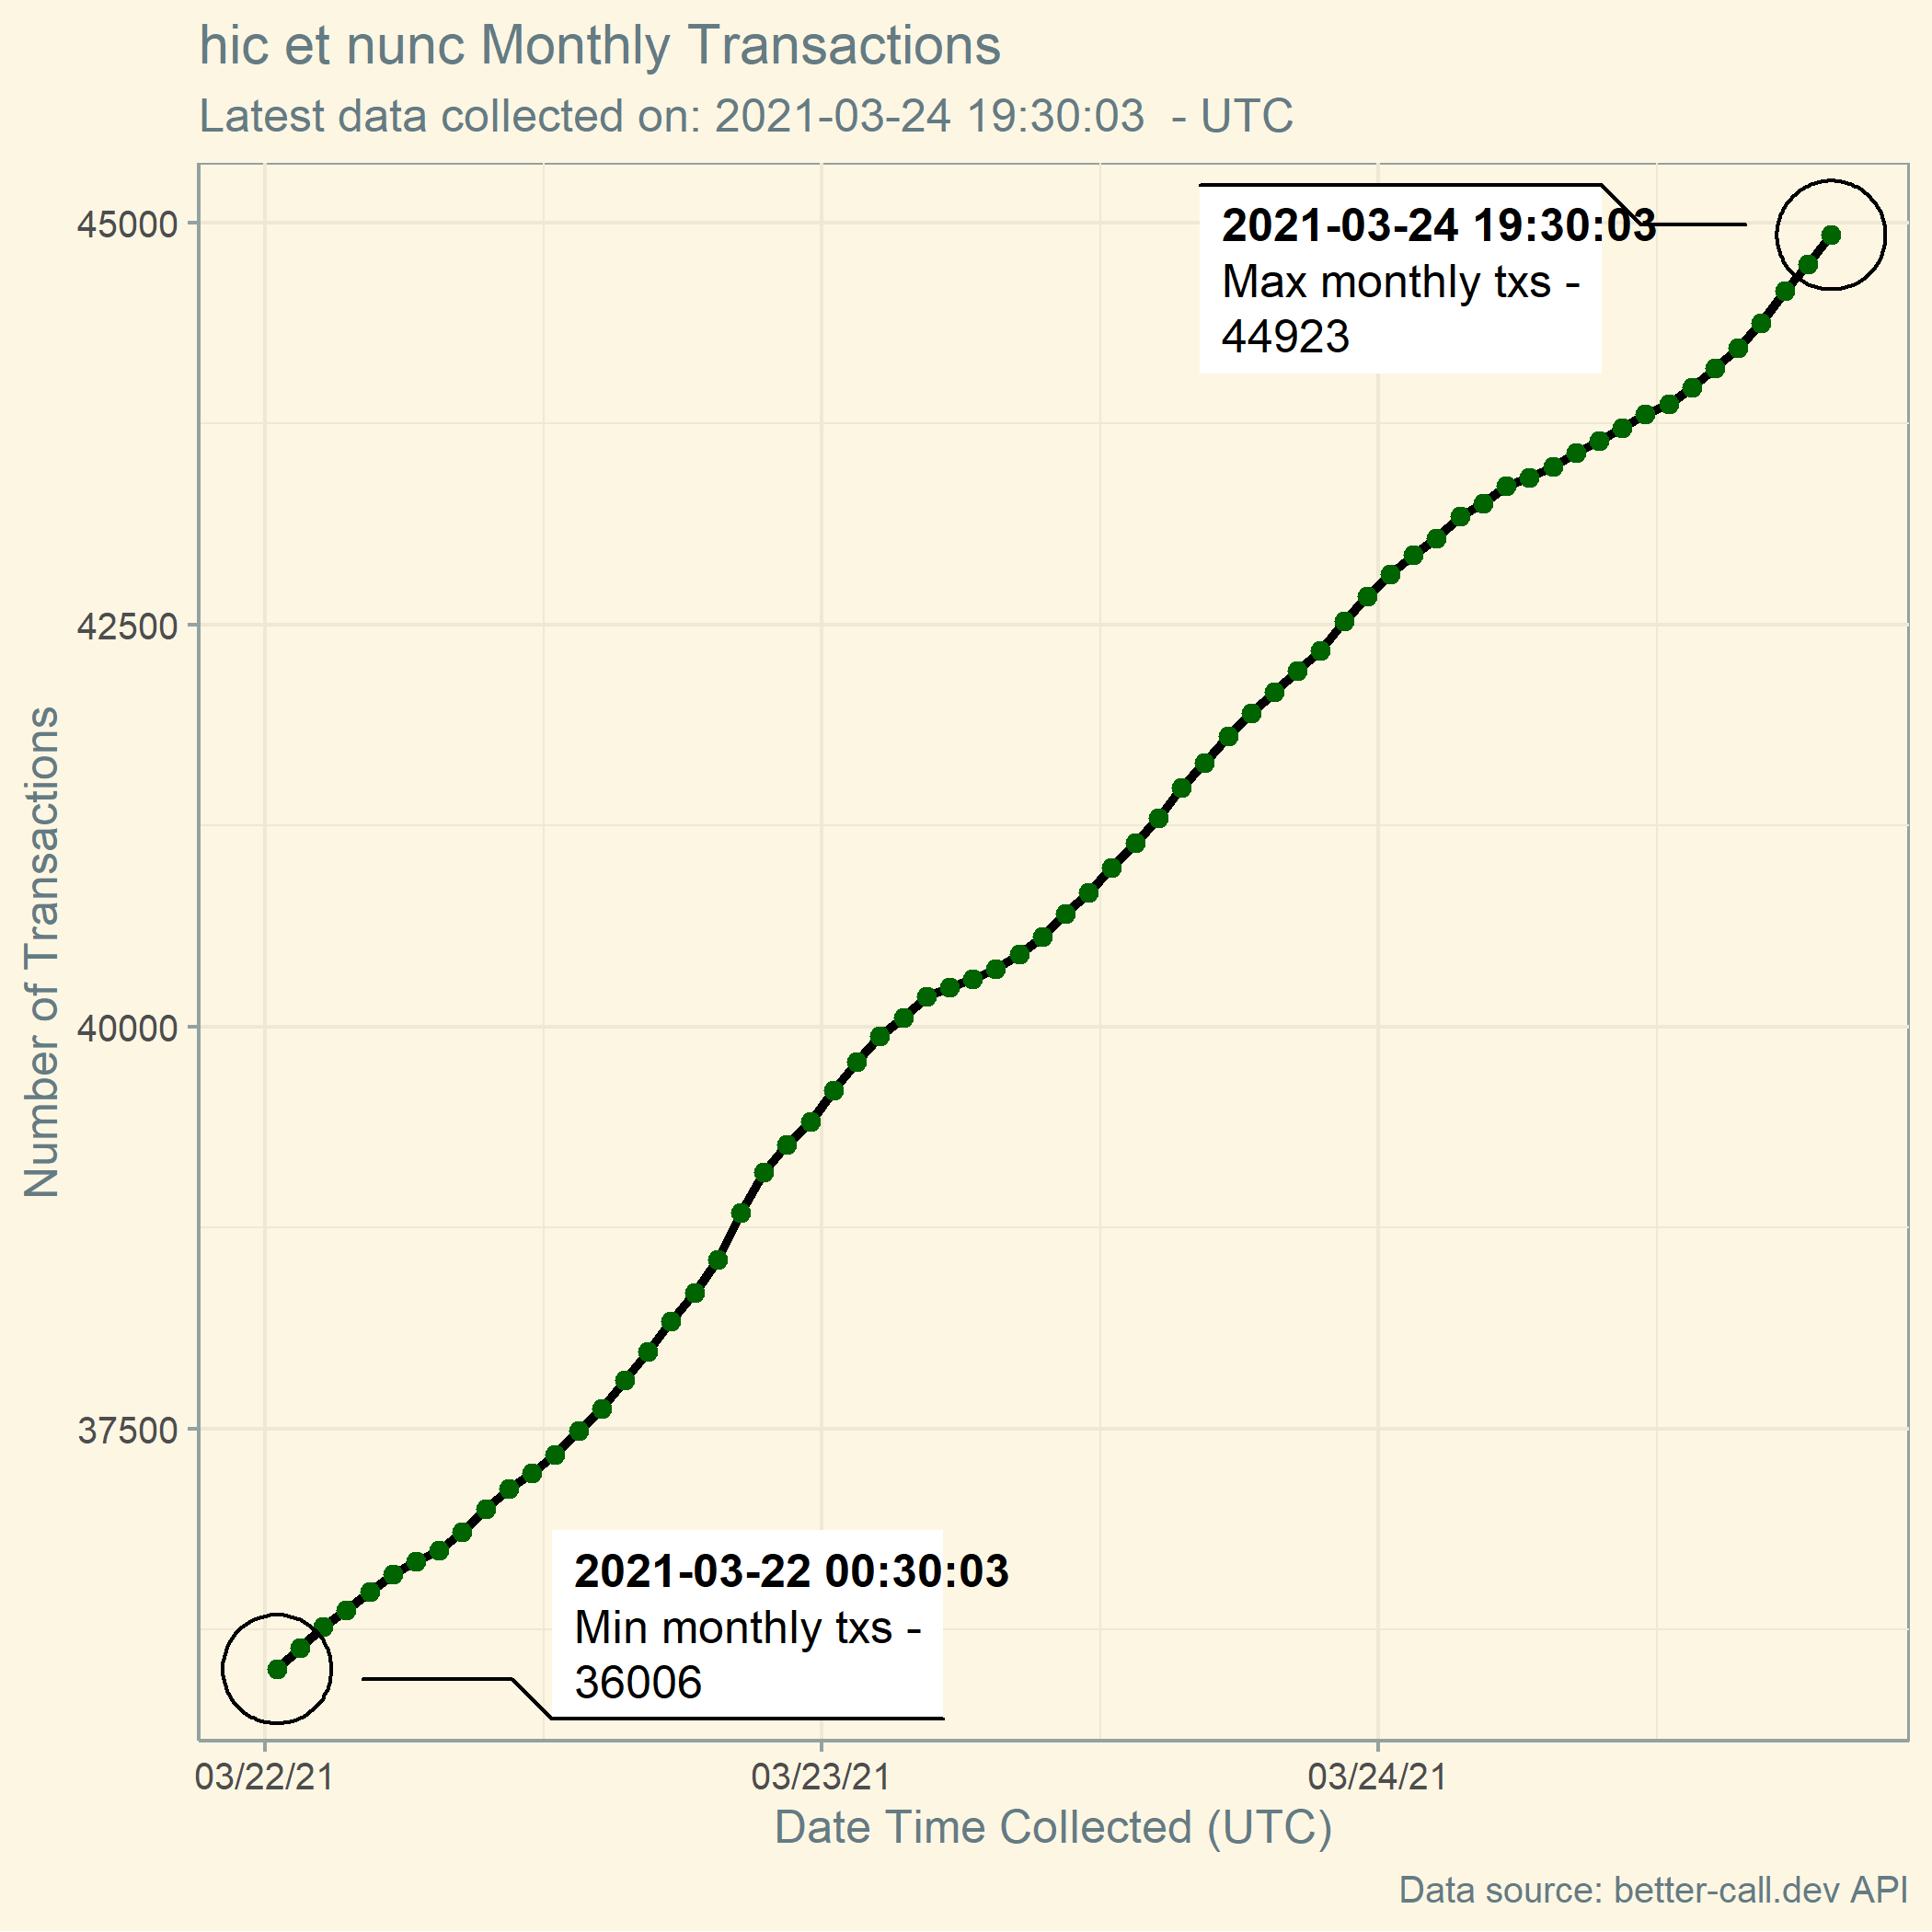 hic et nunc Monthly Transactions
Latest data collected on: 2021-03-24 19:30:03  - UTC
45000
42500
40000
37500
Number of Transactions
2021-03-24 19:30:03
Max monthly txs -
44923
2021-03-22 00:30:03
Min monthly txs -
36006
03/22/21
03/23/21
03/24/21
Date Time Collected (UTC)
Data source: better-call.dev API